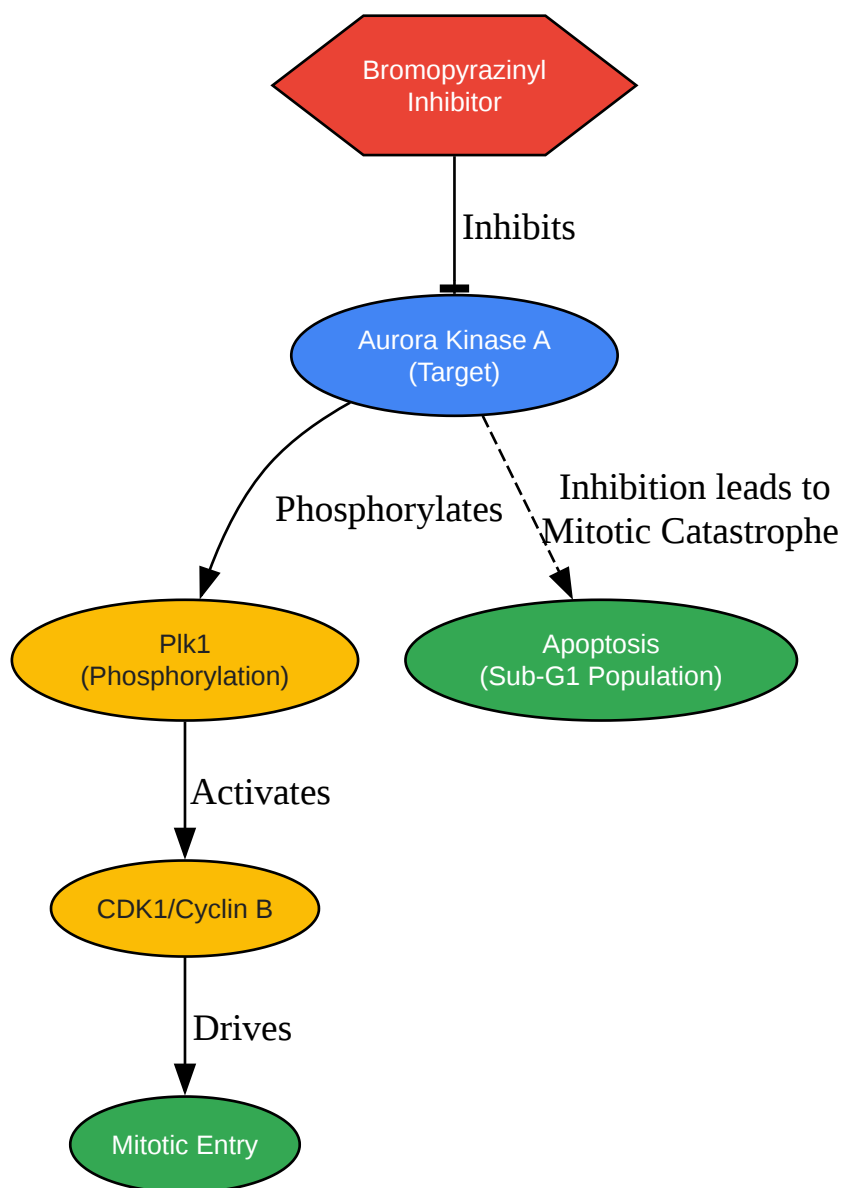 Bromopyrazinyl
Inhibitor
Inhibits
Aurora Kinase A
(Target)
Phosphorylates
Inhibition leads to
Mitotic Catastrophe
Plk1
(Phosphorylation)
Apoptosis
(Sub-G1 Population)
Activates
CDK1/Cyclin B
Drives
Mitotic Entry